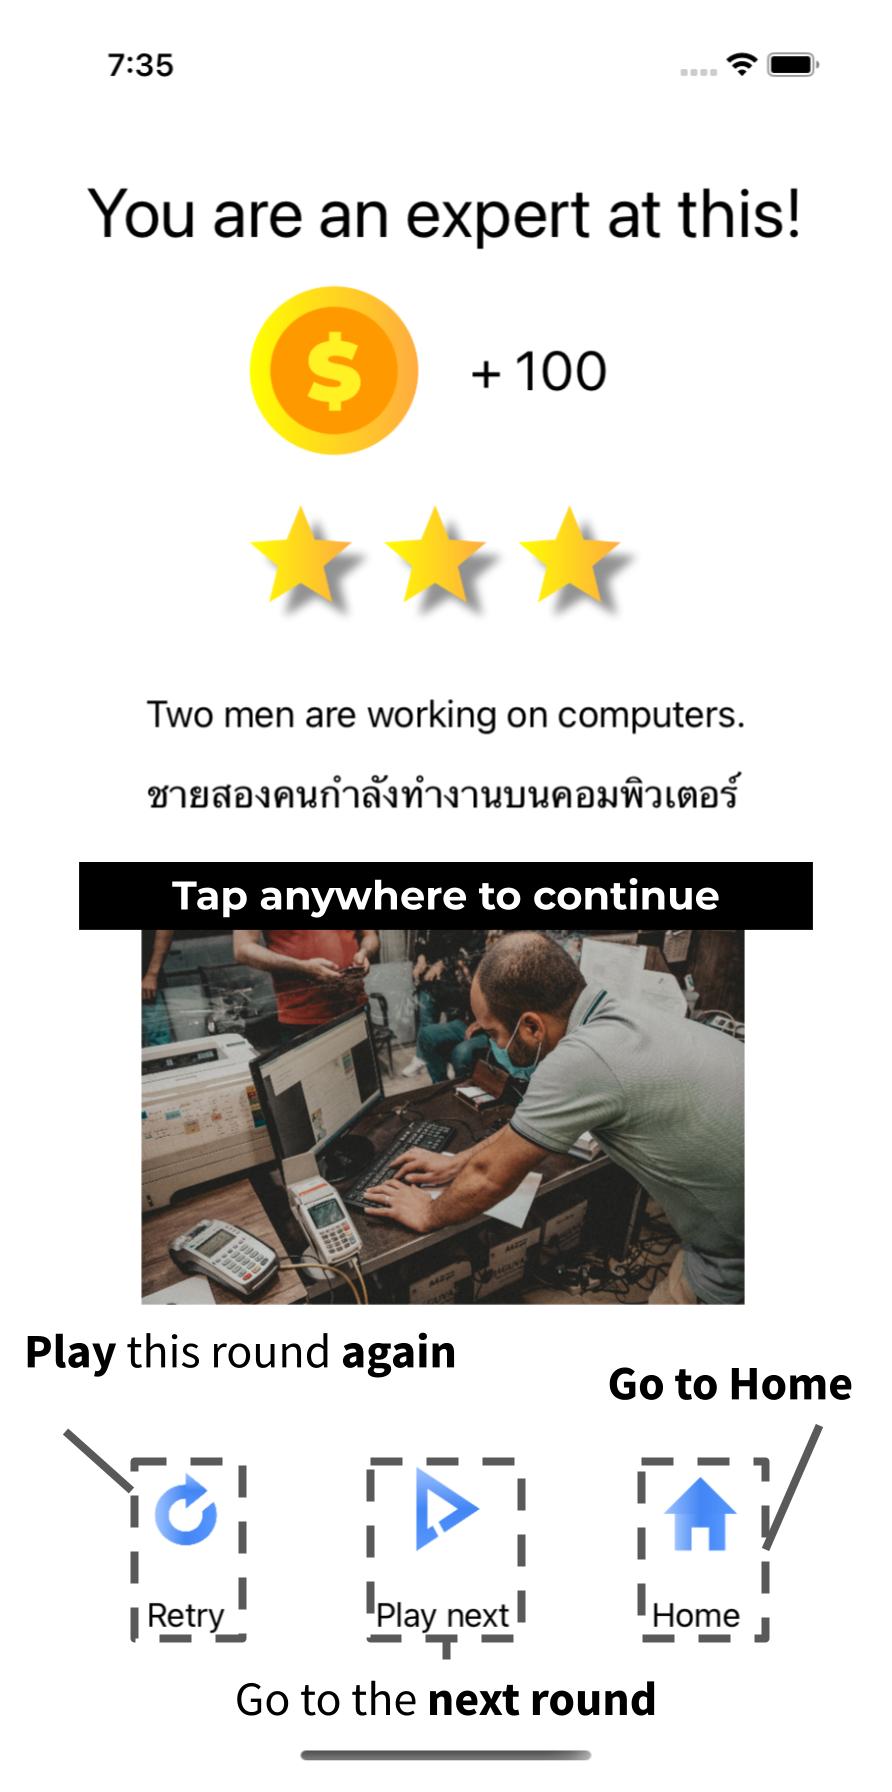 7:35
You are an expert at this!
$
+ 100
Two men are working on computers.
ชายสองคนกำลังทำงานบนคอมพิวเตอร์
Tap anywhere to continue
Play this round again
Go to Home
Retry
Play next
Home
Go to the next round